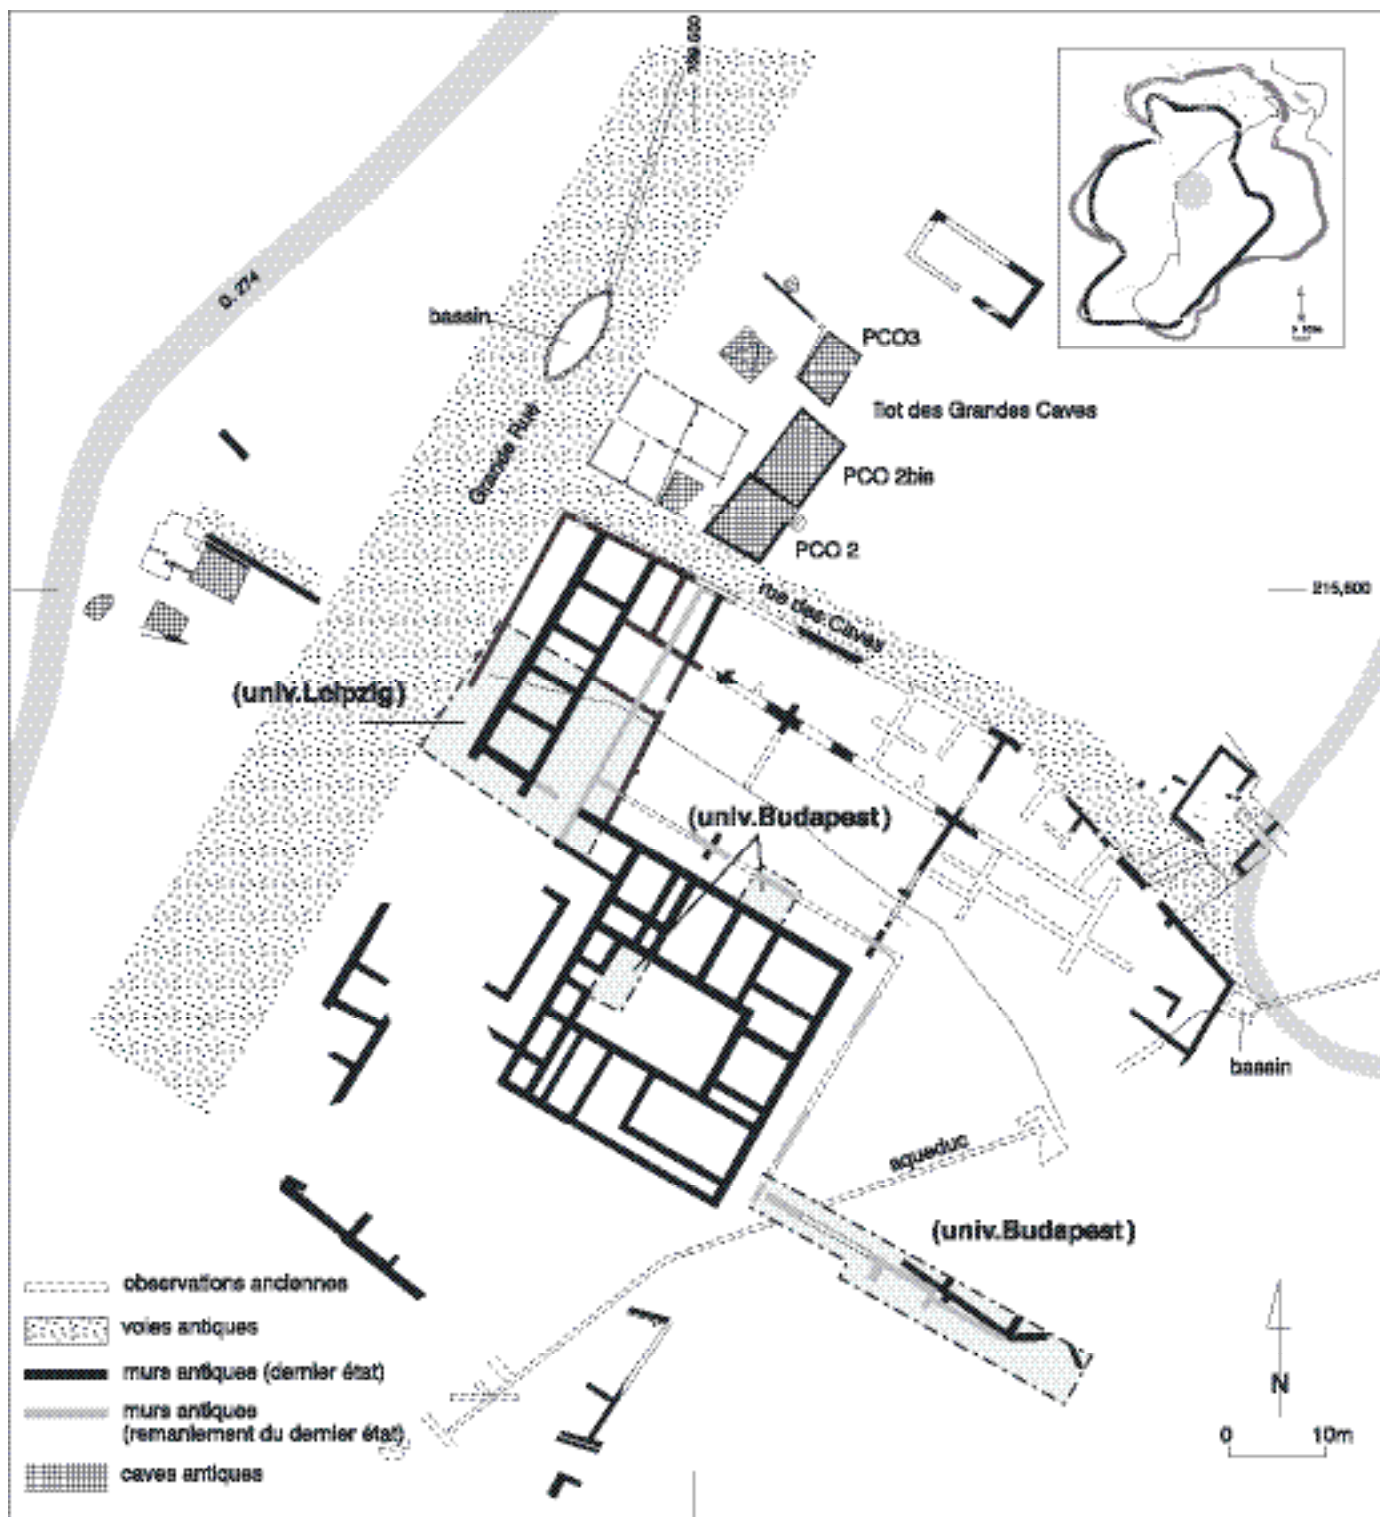 D. 274
bassin
Grande Rue
PCO3
îlot des Grandes Caves
PCO 2bis
PCO 2
rue des Caves
215,600
(univ.Leipzig)
(univ.Budapest)
bassin
aqueduc
(univ.Budapest)
observations anciennes
voies antiques
murs antiques (dernier état)
murs antiques
(remaniement du dernier état)
caves antiques
N
0 10m